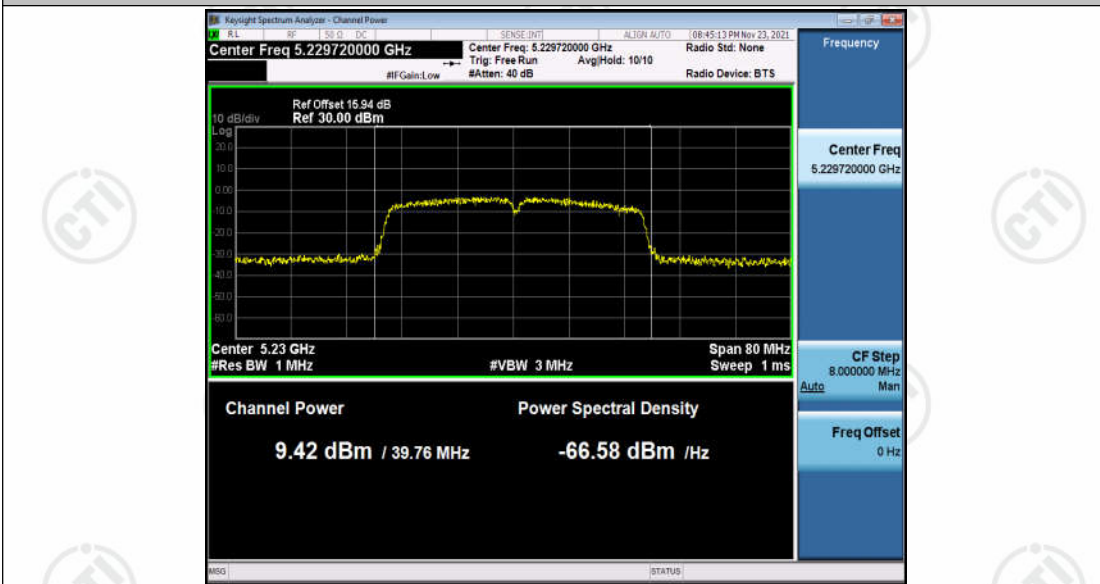 Keysight Spectrum Analyzer - Channel Power
RL RF 50 Ω DC SENSE:INT ALIGN AUTO 08:45:13 PM Nov 23, 2021
Center Freq 5.229720000 GHz
Center Freq: 5.229720000 GHz
Radio Std: None
Trig: Free Run Avg|Hold: 10/10
#IFGain:Low
#Atten: 40 dB
Radio Device: BTS
Frequency
Ref Offset 15.94 dB
10 dB/div Ref 30.00 dBm
Log
20.0
10.0
0.00
-10.0
-20.0
-30.0
-40.0
-50.0
-60.0
Center 5.23 GHz
Span 80 MHz
#Res BW 1 MHz
#VBW 3 MHz
Sweep 1 ms
Channel Power
Power Spectral Density
9.42 dBm / 39.76 MHz
-66.58 dBm /Hz
Center Freq
5.229720000 GHz
CF Step
8.000000 MHz
Auto Man
Freq Offset
0 Hz
MSG
STATUS
CTI
CTI